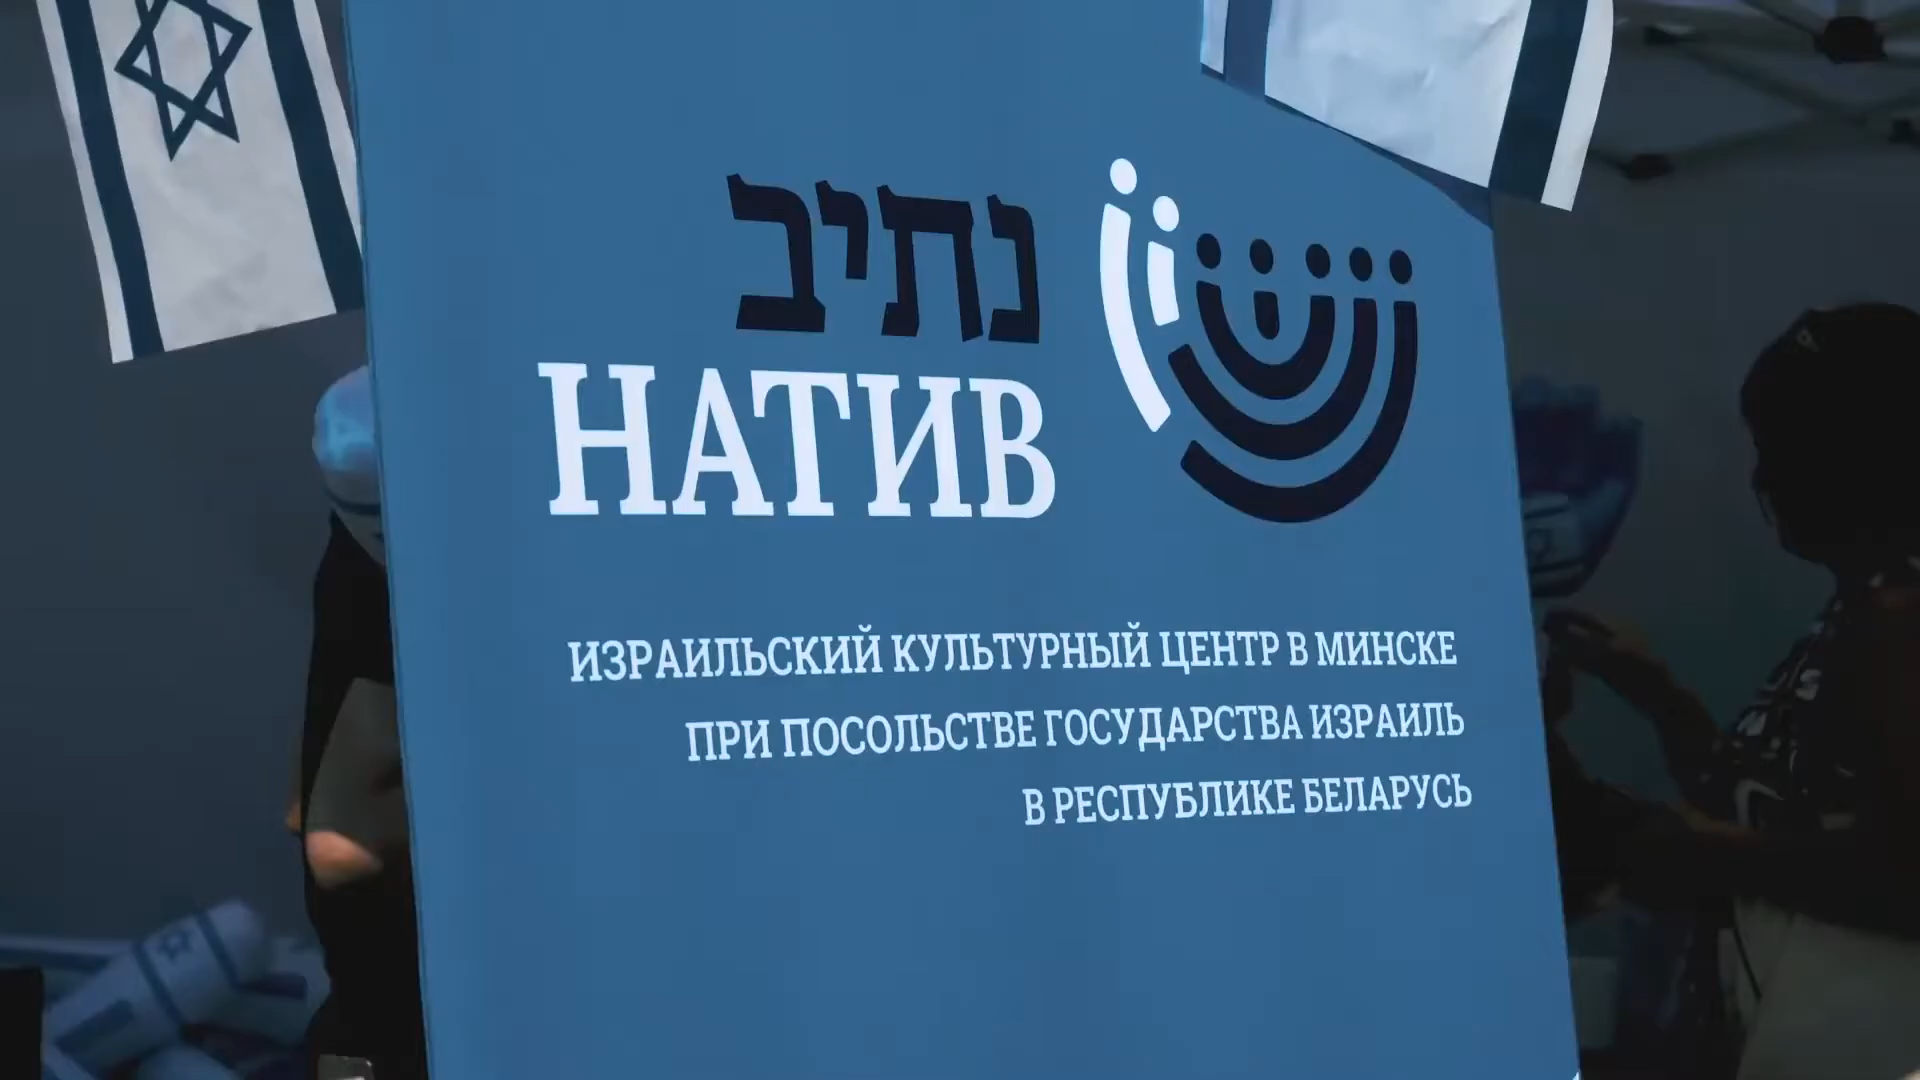 נתיב
НАТИВ
ИЗРАИЛЬСКИЙ КУЛЬТУРНЫЙ ЦЕНТР В МИНСКЕ
ПРИ ПОСОЛЬСТВЕ ГОСУДАРСТВА ИЗРАИЛЬ
В РЕСПУБЛИКЕ БЕЛАРУСЬ